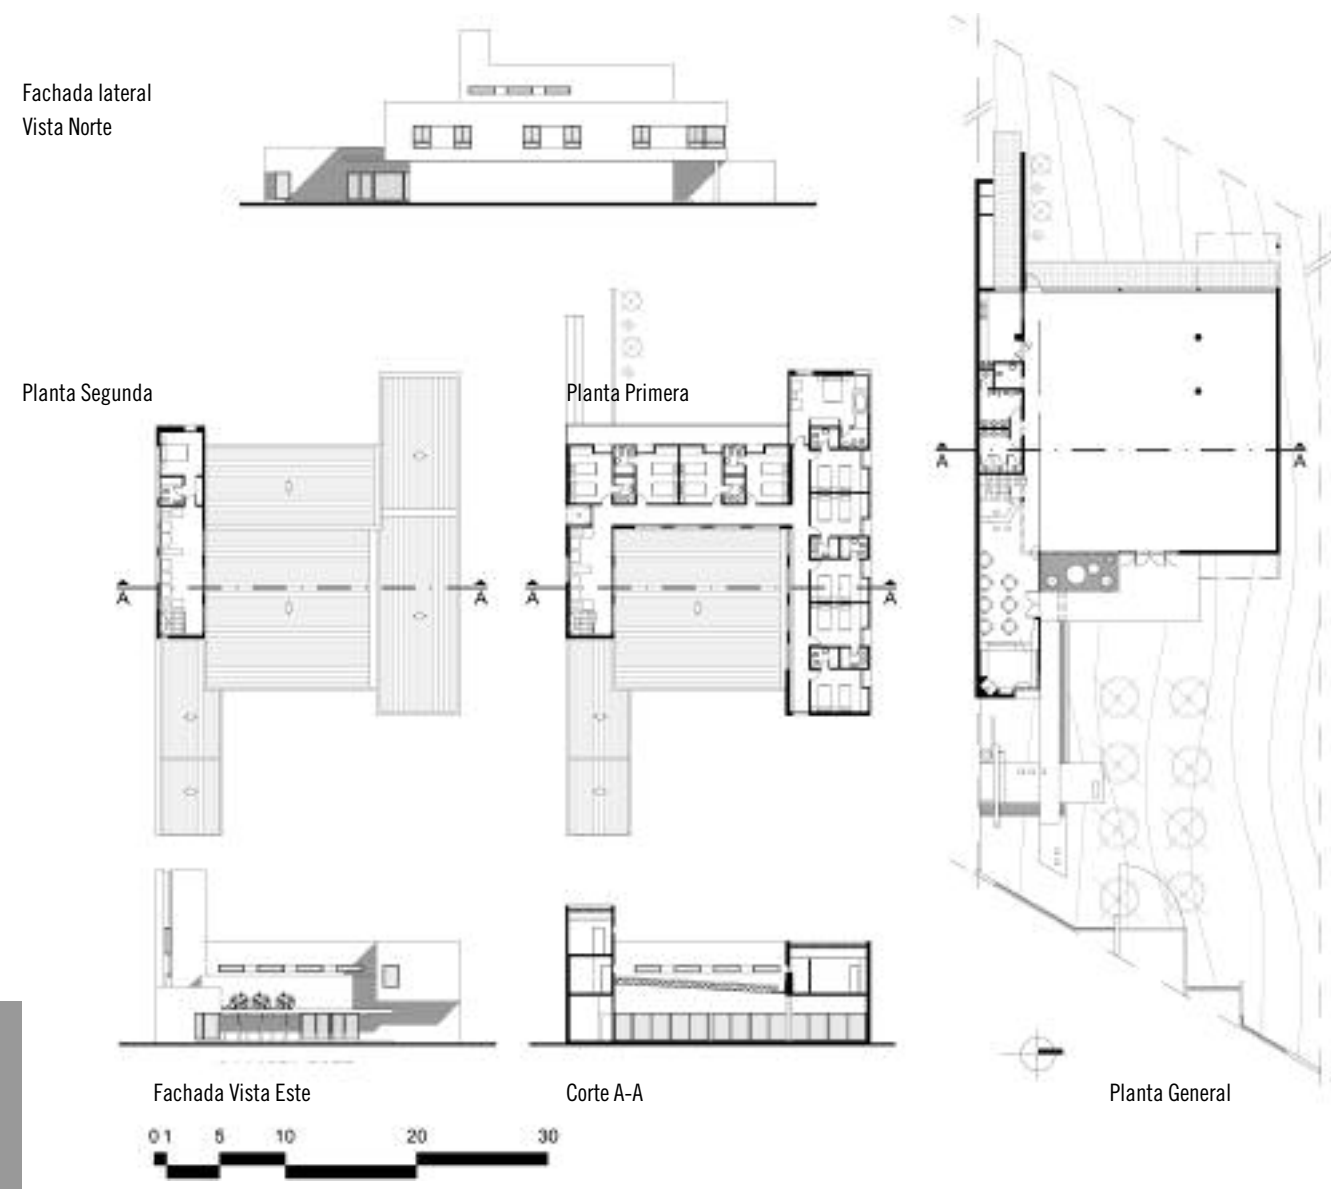 Fachada lateral
Vista Norte
Planta Segunda
Planta Primera
A
A
A
A
A
A
Fachada Vista Este
Corte A-A
Planta General
0 1 5 10 20 30